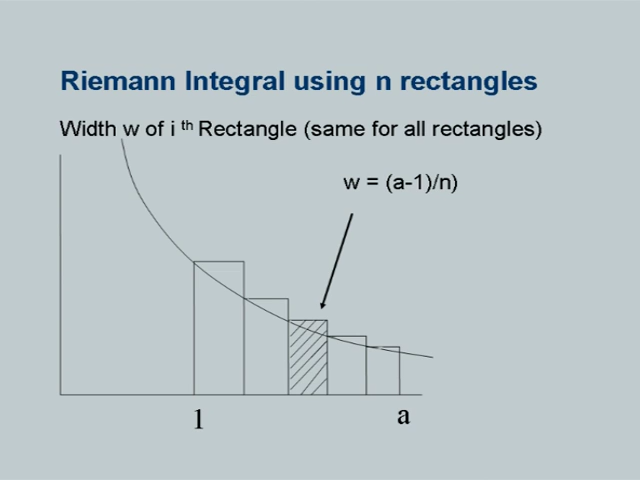 Riemann Integral using n rectangles
Width w of i th Rectangle (same for all rectangles)
w = (a-1)/n)
1
a